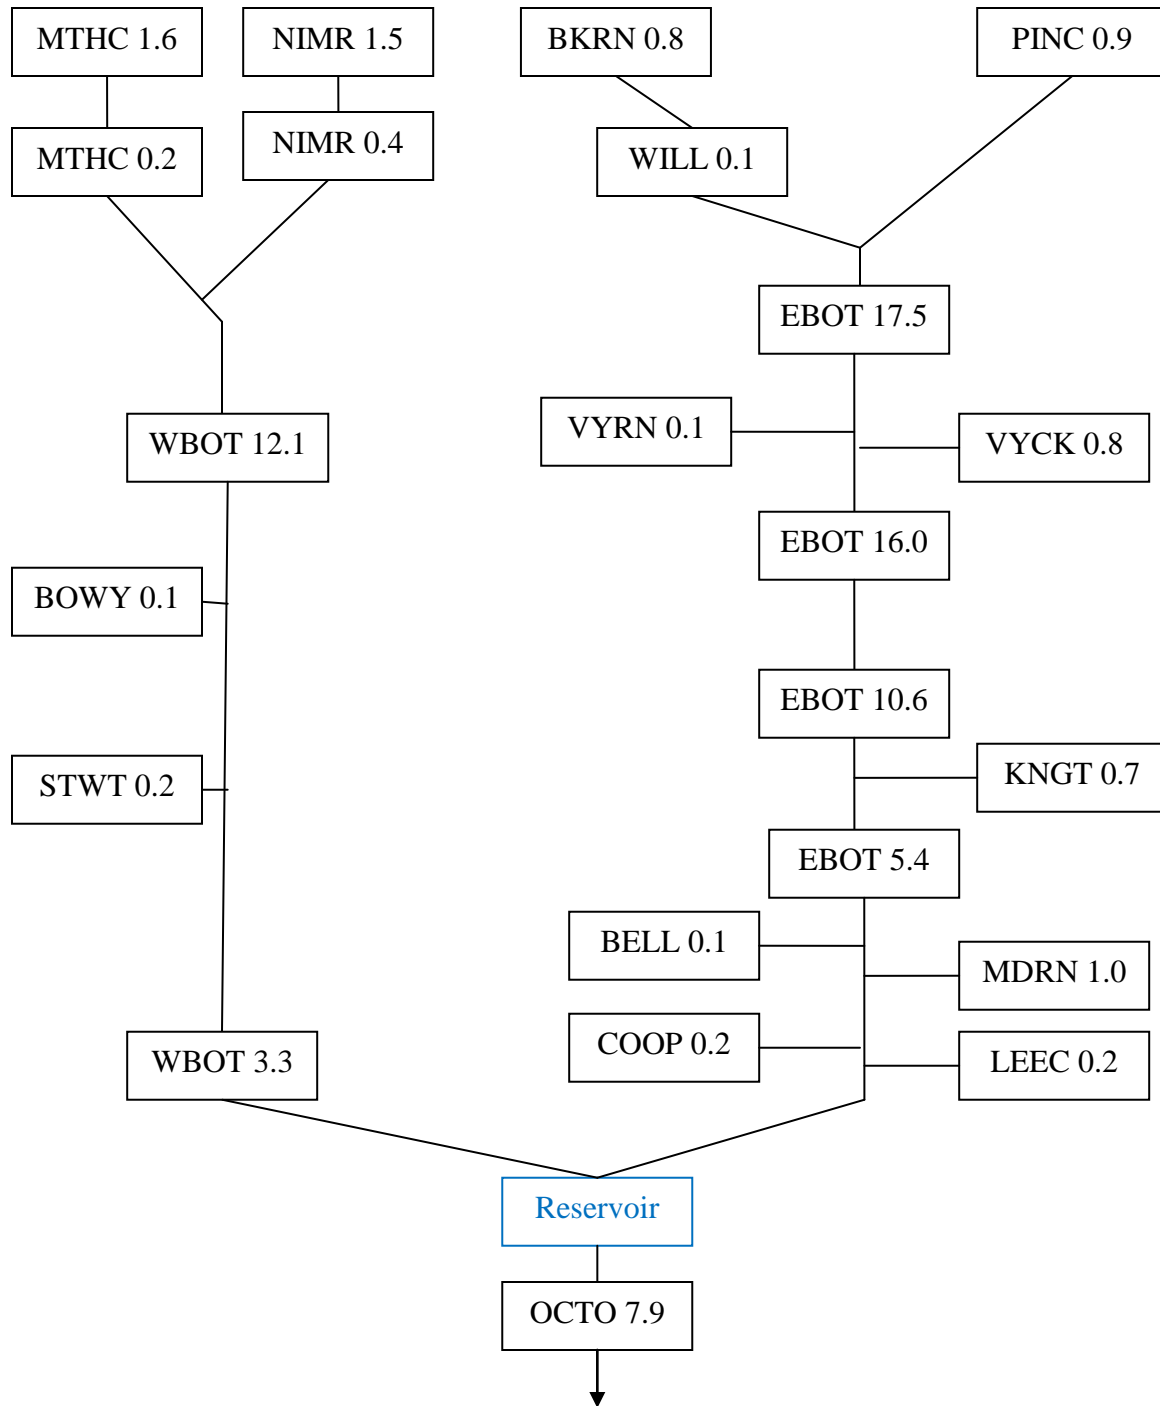 MTHC 1.6
NIMR 1.5
BKRN 0.8
PINC 0.9
MTHC 0.2
NIMR 0.4
WILL 0.1
EBOT 17.5
WBOT 12.1
VYRN 0.1
VYCK 0.8
EBOT 16.0
BOWY 0.1
EBOT 10.6
STWT 0.2
KNGT 0.7
EBOT 5.4
BELL 0.1
MDRN 1.0
WBOT 3.3
COOP 0.2
LEEC 0.2
Reservoir
OCTO 7.9